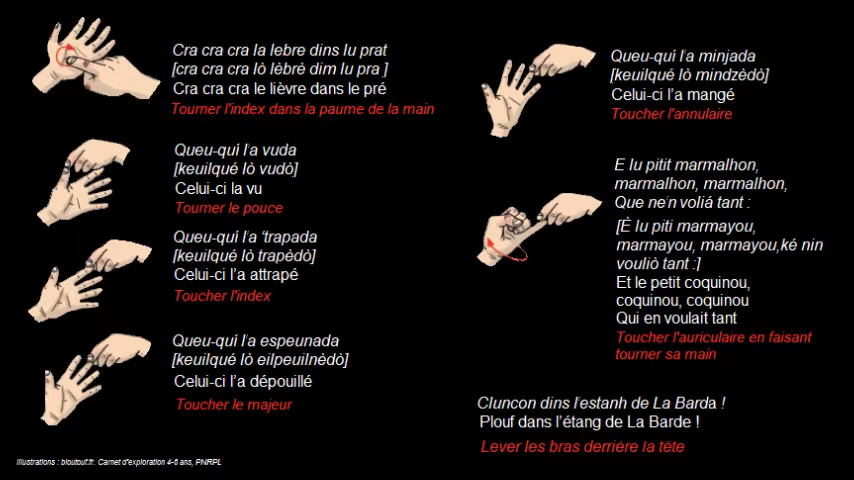 Cra cra cra la lebre dins lu prat
[cra cra cra lò lèbrè dim lu pra ]
Cra cra cra le lièvre dans le pré
Tourner l'index dans la paume de la main
Queu-quì l'a vuda
[keuilqué lò vudò]
Celui-ci la vu
Tourner le pouce
Queu-quì l'a 'trapada
[keuilqué lò trapèdò]
Celui-ci l'a attrapé
Toucher l'index
Queu-quì l'a espeunada
[keuilqué lò eilpeuilnèdò]
Celui-ci l'a dépouillé
Toucher le majeur
Illustrations : bloutouf.fr. Carnet d'exploration 4-6 ans, PNRPL
Queu-quì l'a minjada
[keuilqué lò mindzèdò]
Celui-ci l'a mangé
Toucher l'annulaire
E lu pitit marmalhon,
marmalhon, marmalhon,
Que ne'n voliá tant :
[È lu piti marmayou,
marmayou, marmayou,ké nin
vouliò tant :]
Et le petit coquinou,
coquinou, coquinou
Qui en voulait tant
Toucher l'auriculaire en faisant
tourner sa main
Cluncon dins l'estanh de La Barda !
Plouf dans l'étang de La Barde !
Lever les bras derrière la tête